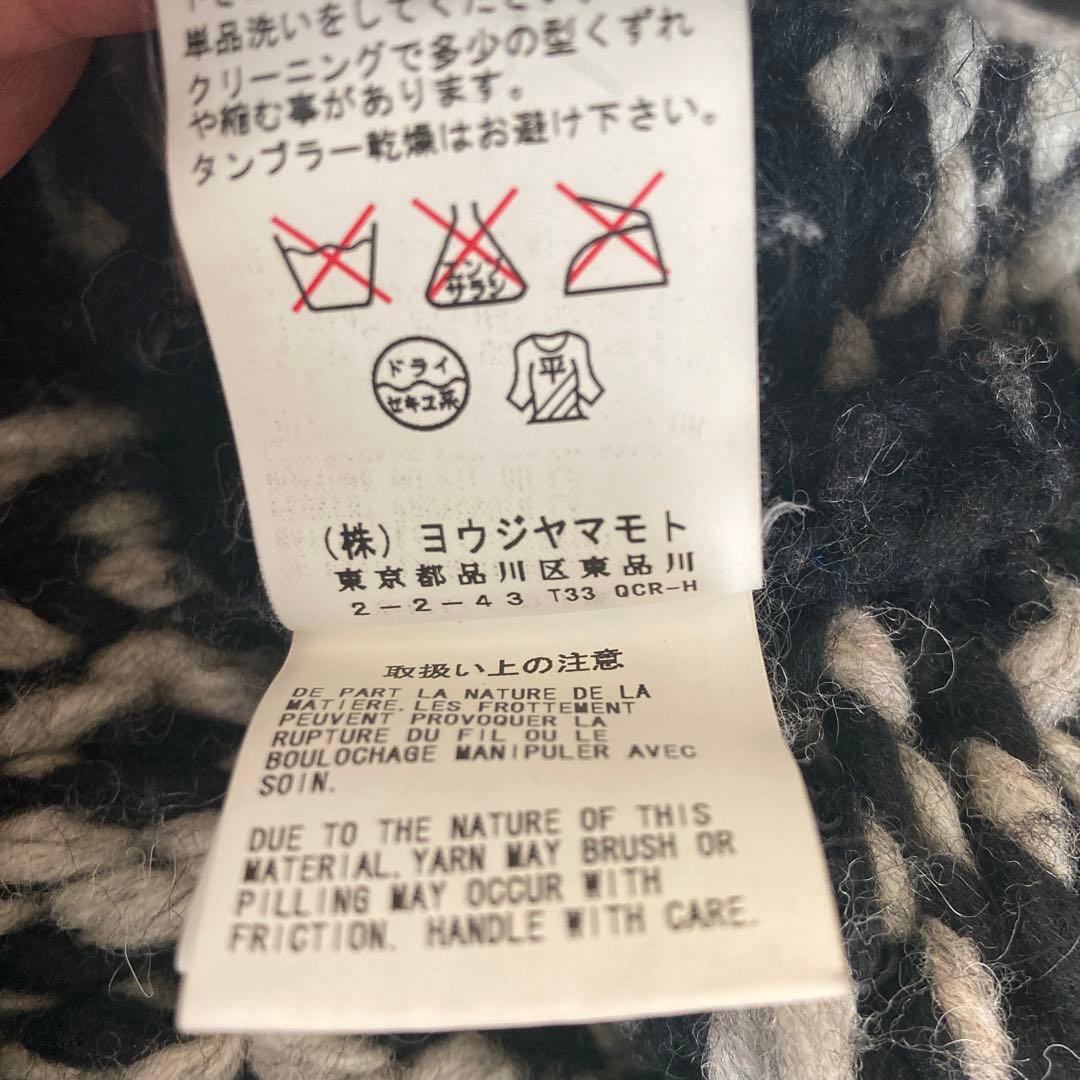 単品洗いをしてください。
クリーニングで多少の型くずれ
や縮む事があります。
タンブラー乾燥はお避け下さい。
エンソ
サラシ
ドライ
セキユ系
平
(株) ヨウジヤマモト
東京都品川区東品川
2-2-43 T33 QCR-H
取扱い上の注意
DE PART LA NATURE DE LA
MATIERE.LES FROTTEMENT
PEUVENT PROVOQUER LA
RUPTURE DU FIL OU LE
BOULOCHAGE MANIPULER AVEC
SOIN.
DUE TO THE NATURE OF THIS
MATERIAL.YARN MAY BRUSH OR
PILLING MAY OCCUR WITH
FRICTION. HANDLE WITH CARE.